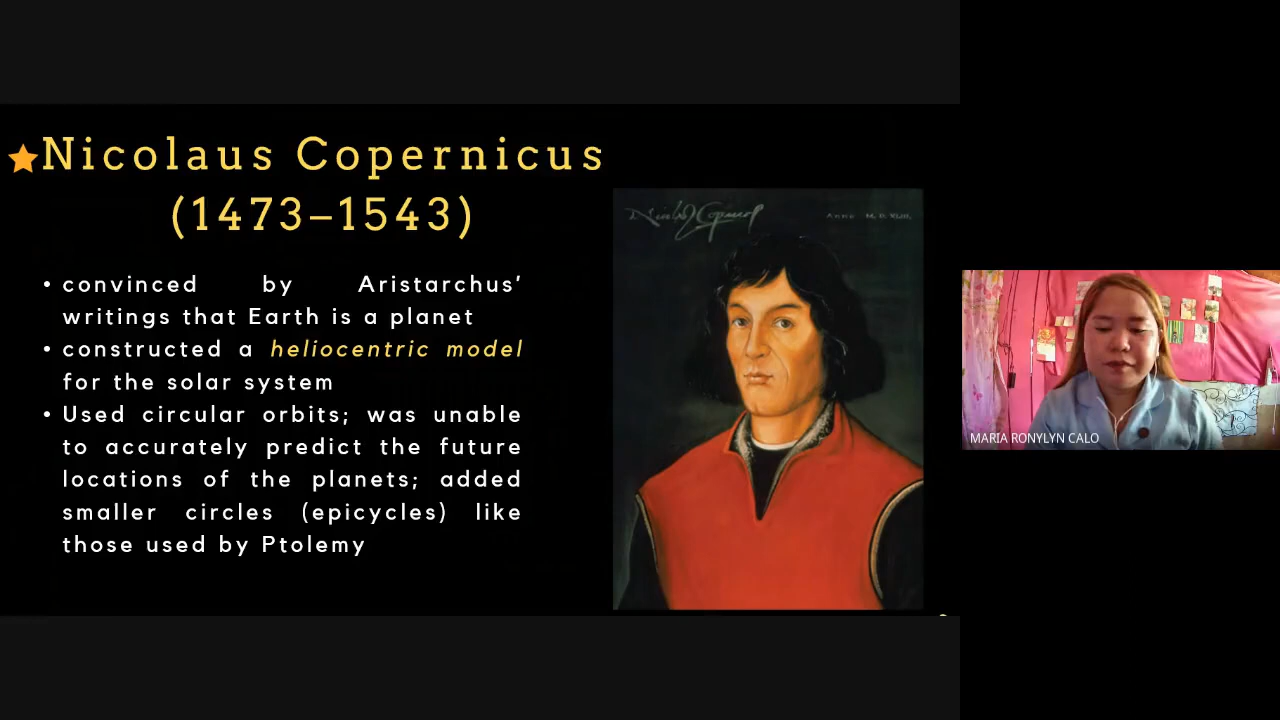 Nicolaus Copernicus
(1473–1543)
• convinced by Aristarchus'
writings that Earth is a planet
• constructed a heliocentric model
for the solar system
• Used circular orbits; was unable
to accurately predict the future
locations of the planets; added
smaller circles (epicycles) like
those used by Ptolemy
MARIA RONYLYN CALO